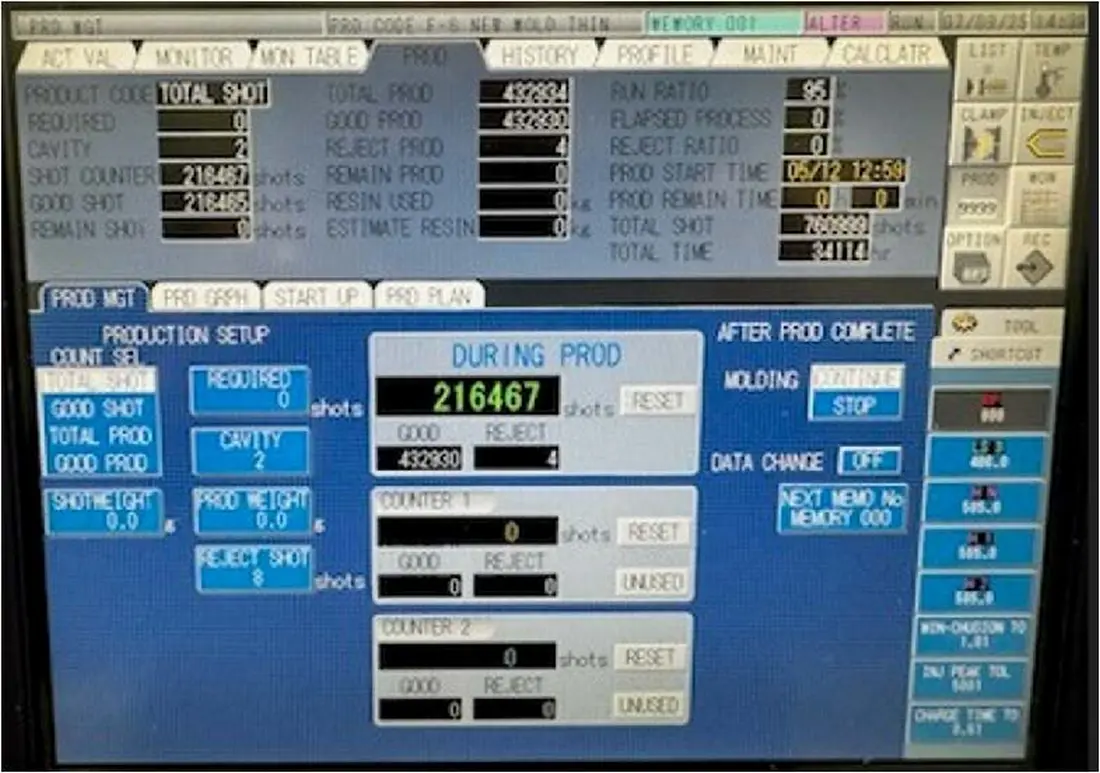 PRD MGT PRD CODE F-6 NEW MOLD THIN MEMORY 001 ALTER RUN
ACT VAL MONITOR MON TABLE PROD HISTORY PROFILE MAINT CALCLATR
LIST TEMP
PRODUCT CODE TOTAL SHOT TOTAL PROD 432934 RUN RATIO 95 %
REQUIRED 0 GOOD PROD 432930 ELAPSED PROCESS 0 %
CLAMP INJECT
CAVITY 2 REJECT PROD 4 REJECT RATIO 0 %
SHOT COUNTER 216467 shots REMAIN PROD 0 PROD START TIME 05/12 12:59
PROD MON
GOOD SHOT 216465 shots RESIN USED 0 kg PROD REMAIN TIME 0 h 0 min
9999
REMAIN SHOT 0 shots ESTIMATE RESIN 0 kg TOTAL SHOT shots
OPTION REC
TOTAL TIME 34114 hr
PROD MGT PRD GRPH START UP PRD PLAN
TOOL
SHORTCUT
PRODUCTION SETUP
AFTER PROD COMPLETE
COUNT SEL
DURING PROD
TOTAL SHOT
GOOD SHOT
TOTAL PROD
GOOD PROD
REQUIRED
0 shots
216467 shots RESET
MOLDING CONTINUE
STOP
GOOD REJECT
CAVITY
2
432930 4
DATA CHANGE OFF
SHOTWEIGHT
0.0 g
PROD WEIGHT
0.0 g
COUNTER 1
NEXT MEMO No
MEMORY 000
0 shots RESET
REJECT SHOT
8 shots
GOOD REJECT
0 0 UNUSED
COUNTER 2
0 shots RESET
GOOD REJECT
0 0 UNUSED
INJ PEAK TOL